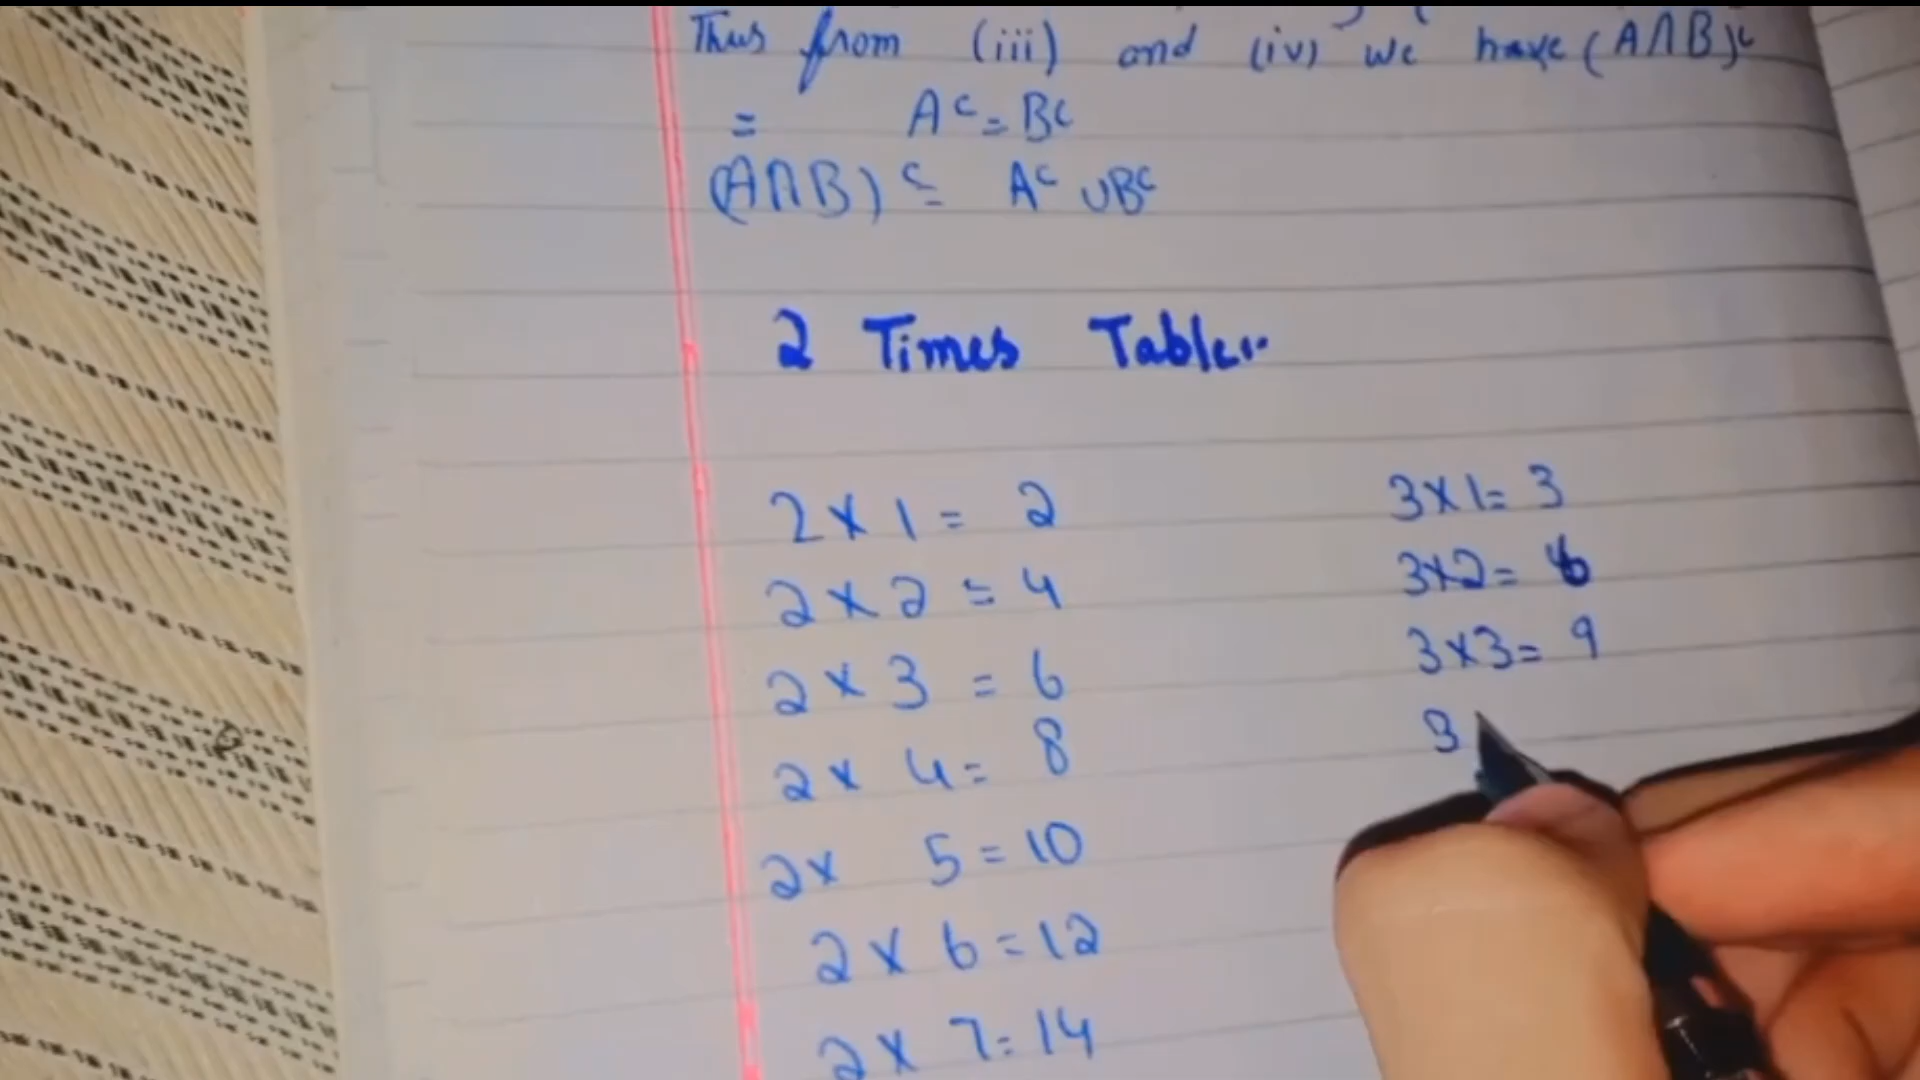 Thus from (iii) and (iv) we have (A∩B)c
= Ac = Bc
(A∩B)c = Ac ∪ Bc
2 Times Table
2 x 1 = 2
2 x 2 = 4
2 x 3 = 6
2 x 4 = 8
2 x 5 = 10
2 x 6 = 12
2 x 7 = 14
3 x 1 = 3
3 x 2 = 6
3 x 3 = 9
3